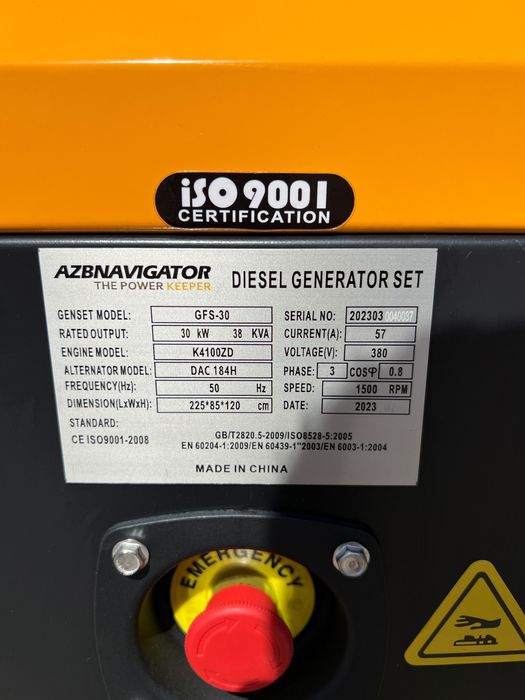 iSO 9001
CERTIFICATION
AZBNAVIGATOR
THE POWER KEEPER
DIESEL GENERATOR SET
GENSET MODEL: GFS-30
SERIAL NO: 202303 0040037
RATED OUTPUT: 30 kW 38 KVA
CURRENT(A): 57
ENGINE MODEL: K4100ZD
VOLTAGE(V): 380
ALTERNATOR MODEL: DAC 184H
PHASE: 3 COSφ 0.8
FREQUENCY(Hz): 50 Hz
SPEED: 1500 RPM
DIMENSION(LxWxH): 225*85*120 cm
DATE: 2023
STANDARD:
CE ISO9001-2008
GB/T2820.5-2009/ISO8528-5:2005
EN 60204-1:2009/EN 60439-1"2003/EN 6003-1:2004
MADE IN CHINA
EMERGENCY